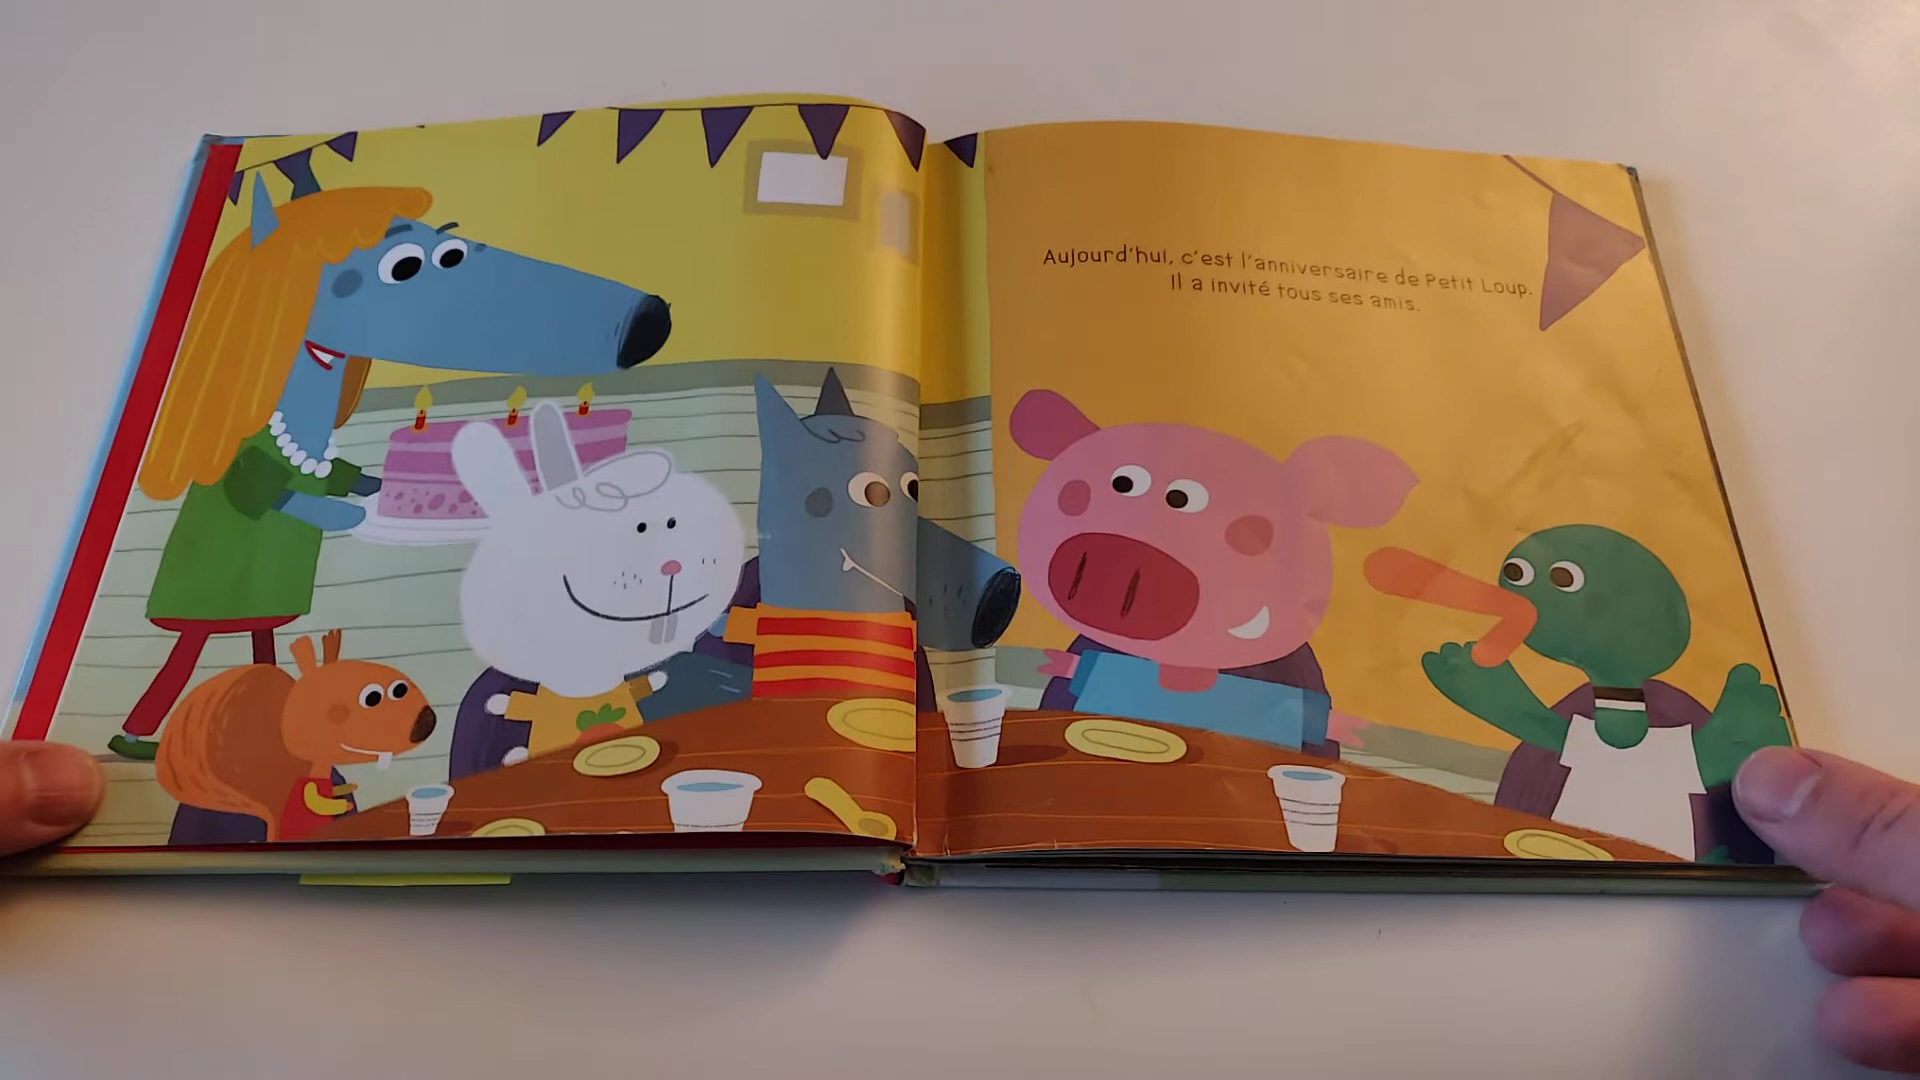 Aujourd'hui, c'est l'anniversaire de Petit Loup.
Il a invité tous ses amis.